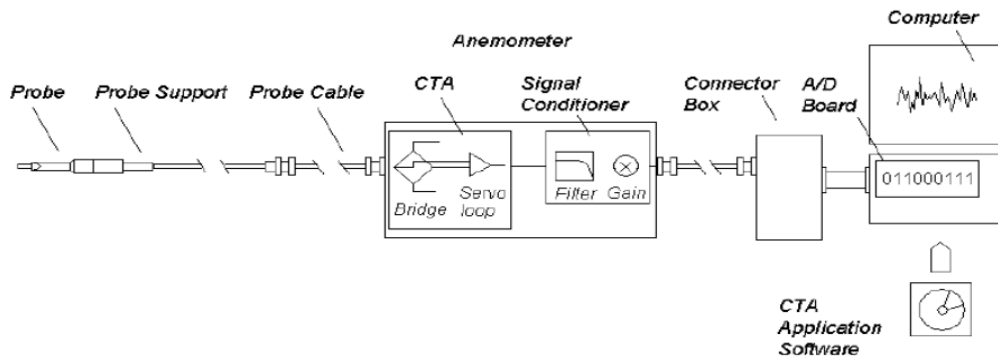 Computer
Anemometer
Probe
Probe Support
Probe Cable
CTA
Signal
Conditioner
Connector
Box
A/D
Board
011000111
Bridge
Servo
loop
Filter
Gain
CTA
Application
Software